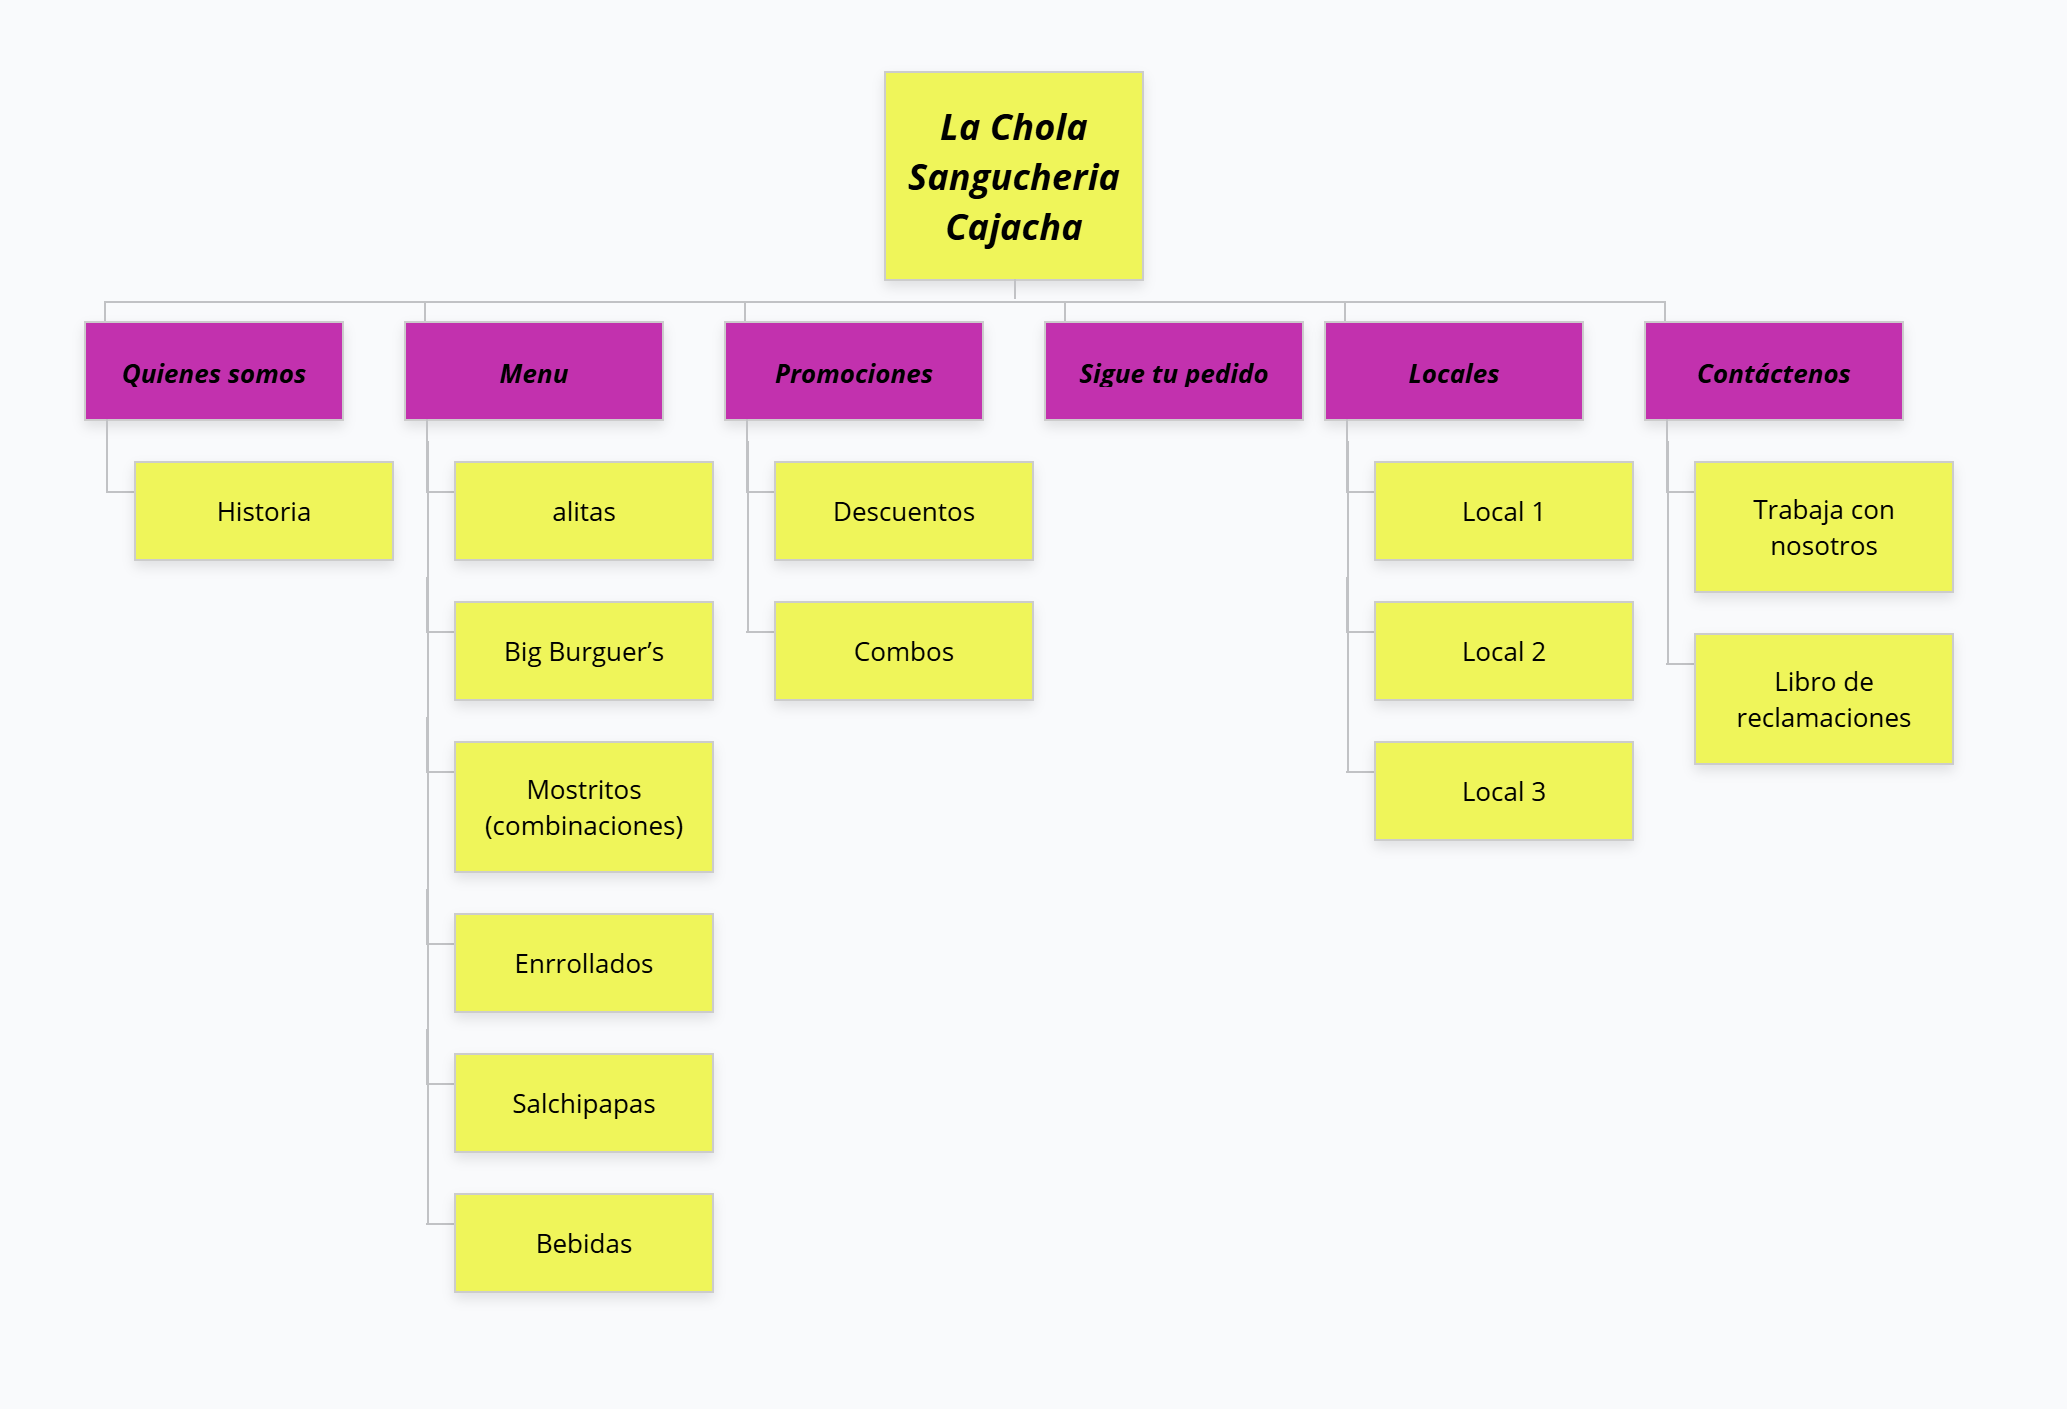 La Chola
Sangucheria
Cajacha
Quienes somos
Menu
Promociones
Sigue tu pedido
Locales
Contáctenos
Historia
alitas
Big Burguer’s
Mostritos
(combinaciones)
Enrrollados
Salchipapas
Bebidas
Descuentos
Combos
Local 1
Local 2
Local 3
Trabaja con
nosotros
Libro de
reclamaciones